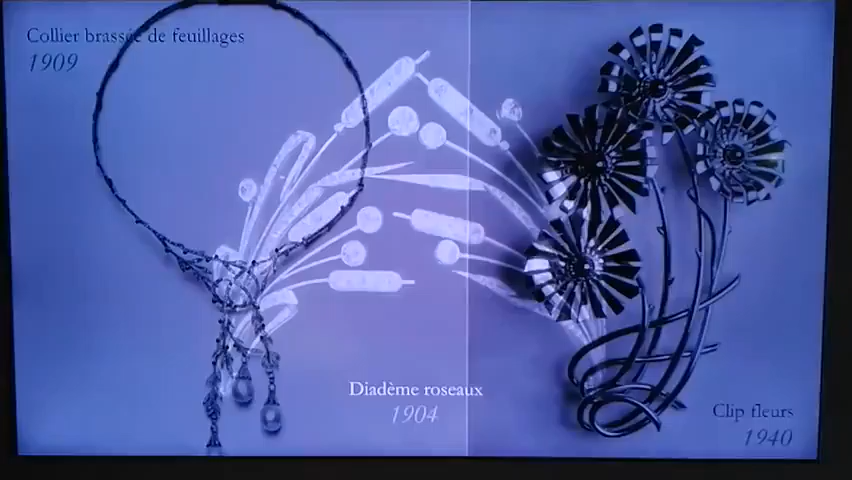 Collier brassée de feuillages
1909
Diadème roseaux
1904
Clip fleurs
1940